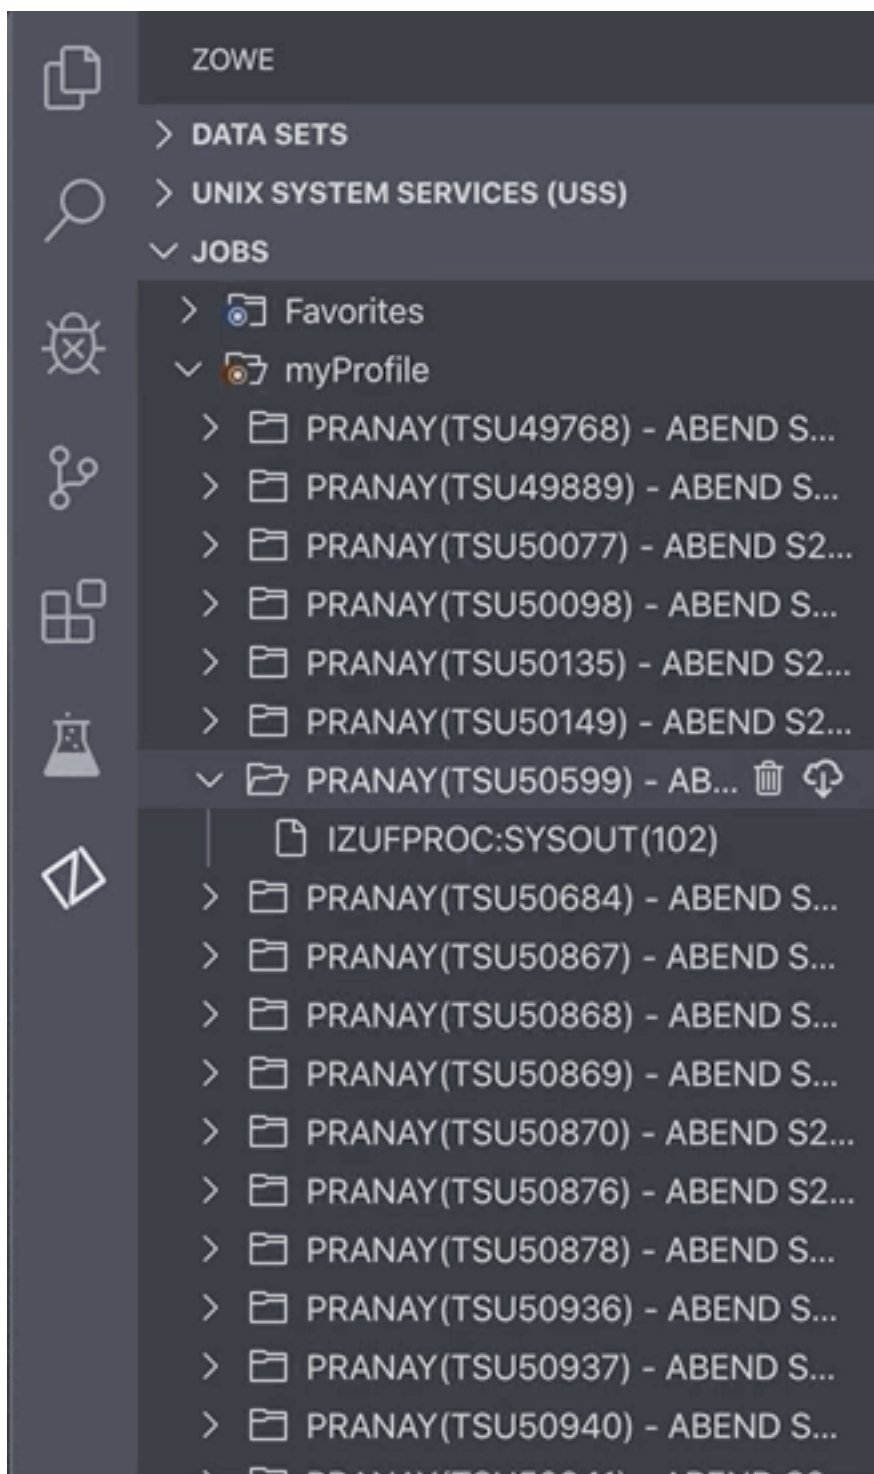 ZOWE
DATA SETS
UNIX SYSTEM SERVICES (USS)
JOBS
Favorites
myProfile
PRANAY(TSU49768) - ABEND S...
PRANAY(TSU49889) - ABEND S...
PRANAY(TSU50077) - ABEND S2...
PRANAY(TSU50098) - ABEND S...
PRANAY(TSU50135) - ABEND S2...
PRANAY(TSU50149) - ABEND S2...
PRANAY(TSU50599) - AB...
IZUFPROC:SYSOUT(102)
PRANAY(TSU50684) - ABEND S...
PRANAY(TSU50867) - ABEND S...
PRANAY(TSU50868) - ABEND S...
PRANAY(TSU50869) - ABEND S...
PRANAY(TSU50870) - ABEND S2...
PRANAY(TSU50876) - ABEND S2...
PRANAY(TSU50878) - ABEND S...
PRANAY(TSU50936) - ABEND S...
PRANAY(TSU50937) - ABEND S...
PRANAY(TSU50940) - ABEND S...